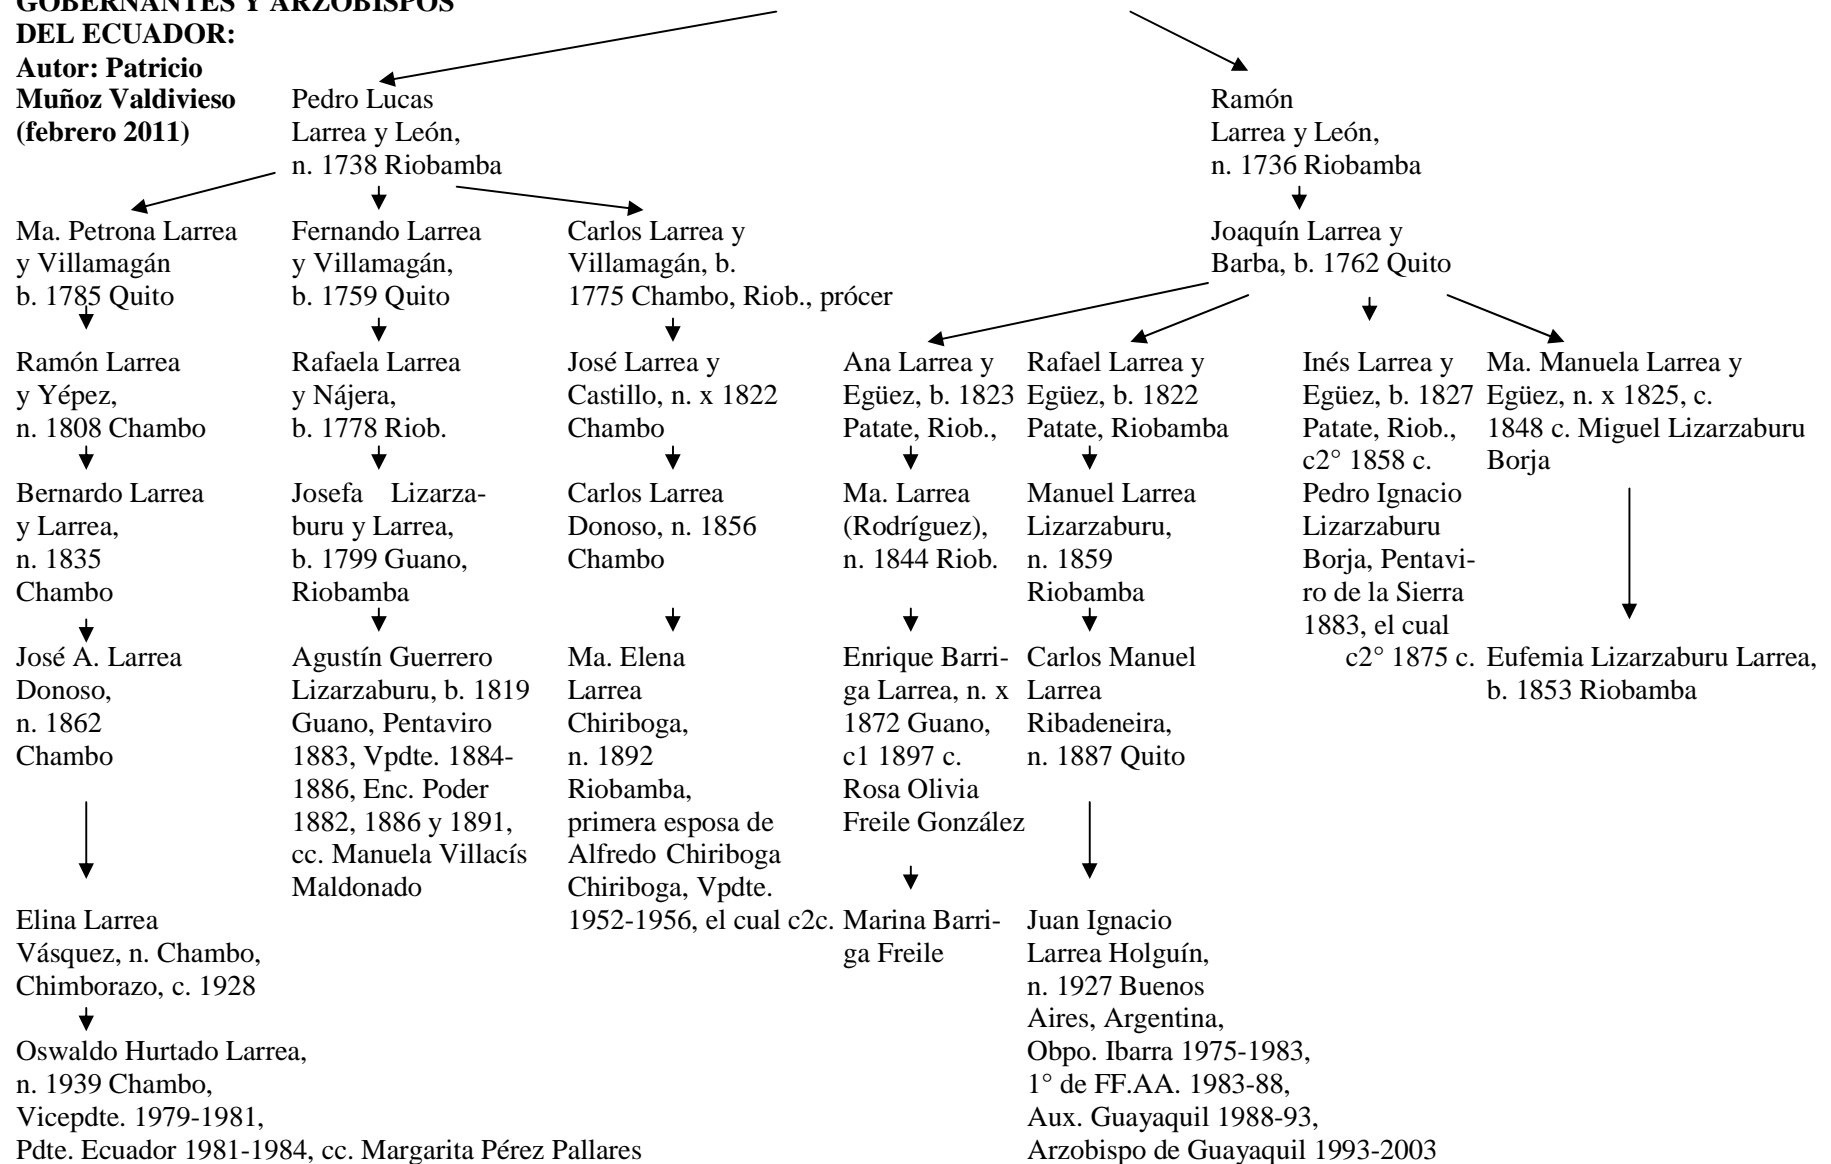 GOBERNANTES Y ARZOBISPOS
DEL ECUADOR:
Autor: Patricio
Muñoz Valdivieso
(febrero 2011)
Pedro Lucas
Larrea y León,
n. 1738 Riobamba
Ramón
Larrea y León,
n. 1736 Riobamba
Ma. Petrona Larrea
y Villamagán
b. 1785 Quito
Fernando Larrea
y Villamagán,
b. 1759 Quito
Carlos Larrea y
Villamagán, b.
1775 Chambo, Riob., prócer
Joaquín Larrea y
Barba, b. 1762 Quito
Ramón Larrea
y Yépez,
n. 1808 Chambo
Rafaela Larrea
y Nájera,
b. 1778 Riob.
José Larrea y
Castillo, n. x 1822
Chambo
Ana Larrea y
Egüez, b. 1823
Patate, Riob.,
Rafael Larrea y
Egüez, b. 1822
Patate, Riobamba
Inés Larrea y
Egüez, b. 1827
Patate, Riob.,
c2° 1858 c.
Pedro Ignacio
Lizarzaburu
Borja, Pentavi-
ro de la Sierra
1883, el cual
c2° 1875 c.
Ma. Manuela Larrea y
Egüez, n. x 1825, c.
1848 c. Miguel Lizarzaburu
Borja
Bernardo Larrea
y Larrea,
n. 1835
Chambo
Josefa Lizarza-
buru y Larrea,
b. 1799 Guano,
Riobamba
Carlos Larrea
Donoso, n. 1856
Chambo
Ma. Larrea
(Rodríguez),
n. 1844 Riob.
Manuel Larrea
Lizarzaburu,
n. 1859
Riobamba
José A. Larrea
Donoso,
n. 1862
Chambo
Agustín Guerrero
Lizarzaburu, b. 1819
Guano, Pentaviro
1883, Vpdte. 1884-
1886, Enc. Poder
1882, 1886 y 1891,
cc. Manuela Villacís
Maldonado
Ma. Elena
Larrea
Chiriboga,
n. 1892
Riobamba,
primera esposa de
Alfredo Chiriboga
Chiriboga, Vpdte.
1952-1956, el cual c2c.
Enrique Barri-
ga Larrea, n. x
1872 Guano,
c1 1897 c.
Rosa Olivia
Freile González
Carlos Manuel
Larrea
Ribadeneira,
n. 1887 Quito
Eufemia Lizarzaburu Larrea,
b. 1853 Riobamba
Elina Larrea
Vásquez, n. Chambo,
Chimborazo, c. 1928
Marina Barri-
ga Freile
Juan Ignacio
Larrea Holguín,
n. 1927 Buenos
Aires, Argentina,
Obpo. Ibarra 1975-1983,
1° de FF.AA. 1983-88,
Aux. Guayaquil 1988-93,
Arzobispo de Guayaquil 1993-2003
Oswaldo Hurtado Larrea,
n. 1939 Chambo,
Vicepdte. 1979-1981,
Pdte. Ecuador 1981-1984, cc. Margarita Pérez Pallares